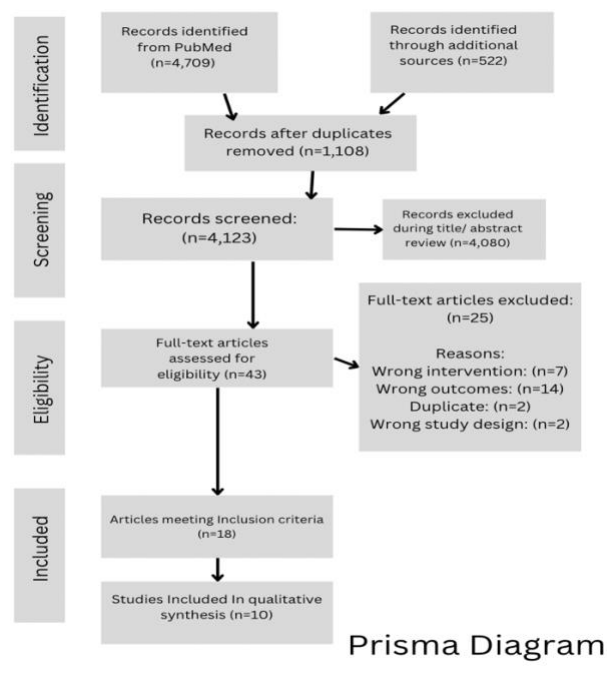 Identification
Records identified
from PubMed
(n=4,709)
Records identified
through additional
sources (n=522)
Records after duplicates
removed (n=1,108)
Screening
Records screened:
(n=4,123)
Records excluded
during title/ abstract
review (n=4,080)
Eligibility
Full-text articles
assessed for
eligibility (n=43)
Full-text articles excluded:
(n=25)
Reasons:
Wrong intervention: (n=7)
Wrong outcomes: (n=14)
Duplicate: (n=2)
Wrong study design: (n=2)
Included
Articles meeting Inclusion criteria
(n=18)
Studies Included In qualitative
synthesis (n=10)
Prisma Diagram